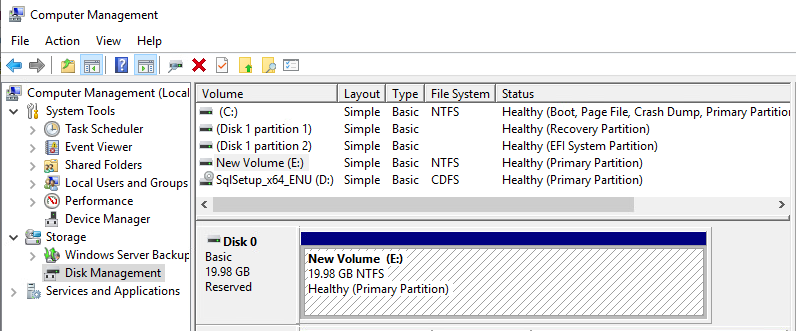 Computer Management
File Action View Help
Computer Management (Local
System Tools
Task Scheduler
Event Viewer
Shared Folders
Local Users and Groups
Performance
Device Manager
Storage
Windows Server Backup
Disk Management
Services and Applications
Volume Layout Type File System Status
(C:) Simple Basic NTFS Healthy (Boot, Page File, Crash Dump, Primary Partition
(Disk 1 partition 1) Simple Basic Healthy (Recovery Partition)
(Disk 1 partition 2) Simple Basic Healthy (EFI System Partition)
New Volume (E:) Simple Basic NTFS Healthy (Primary Partition)
SqlSetup_x64_ENU (D:) Simple Basic CDFS Healthy (Primary Partition)
Disk 0
Basic
19.98 GB
Reserved
New Volume (E:)
19.98 GB NTFS
Healthy (Primary Partition)